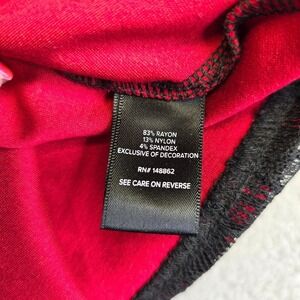 83% RAYON
13% NYLON
4% SPANDEX
EXCLUSIVE OF DECORATION
RN# 148862
SEE CARE ON REVERSE